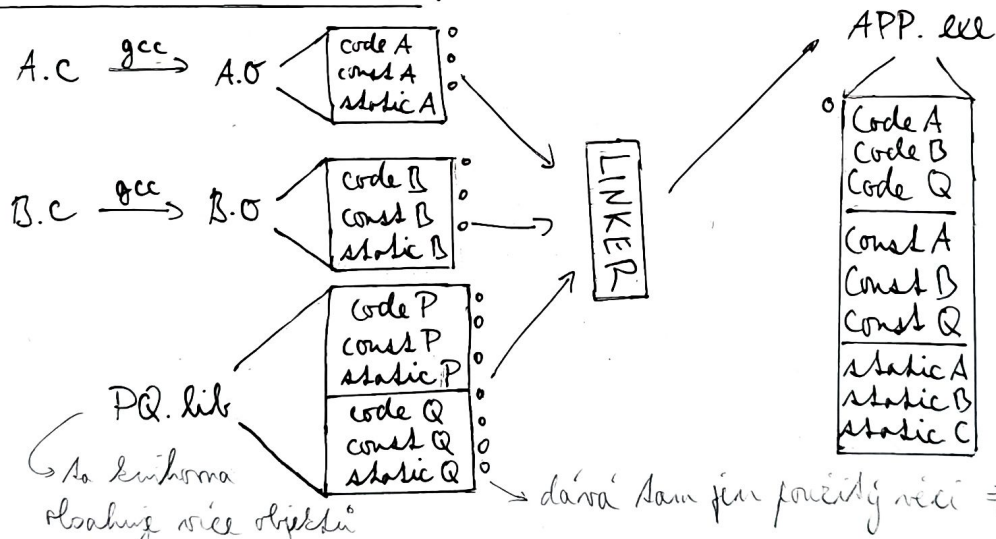 A.C gcc A.O
code A
const A
static A
B.C gcc B.O
code B
const B
static B
PQ.lib
code P
const P
static P
code Q
const Q
static Q
LINKER
APP.exe
Code A
Code B
Code Q
Const A
Const B
Const Q
static A
static B
static C
ta knihovna
obsahuje více objektů
dává tam jen použitý věci =